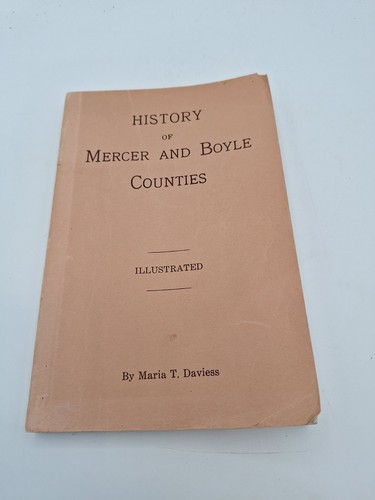 HISTORY
OF
MERCER AND BOYLE
COUNTIES
ILLUSTRATED
By Maria T. Daviess